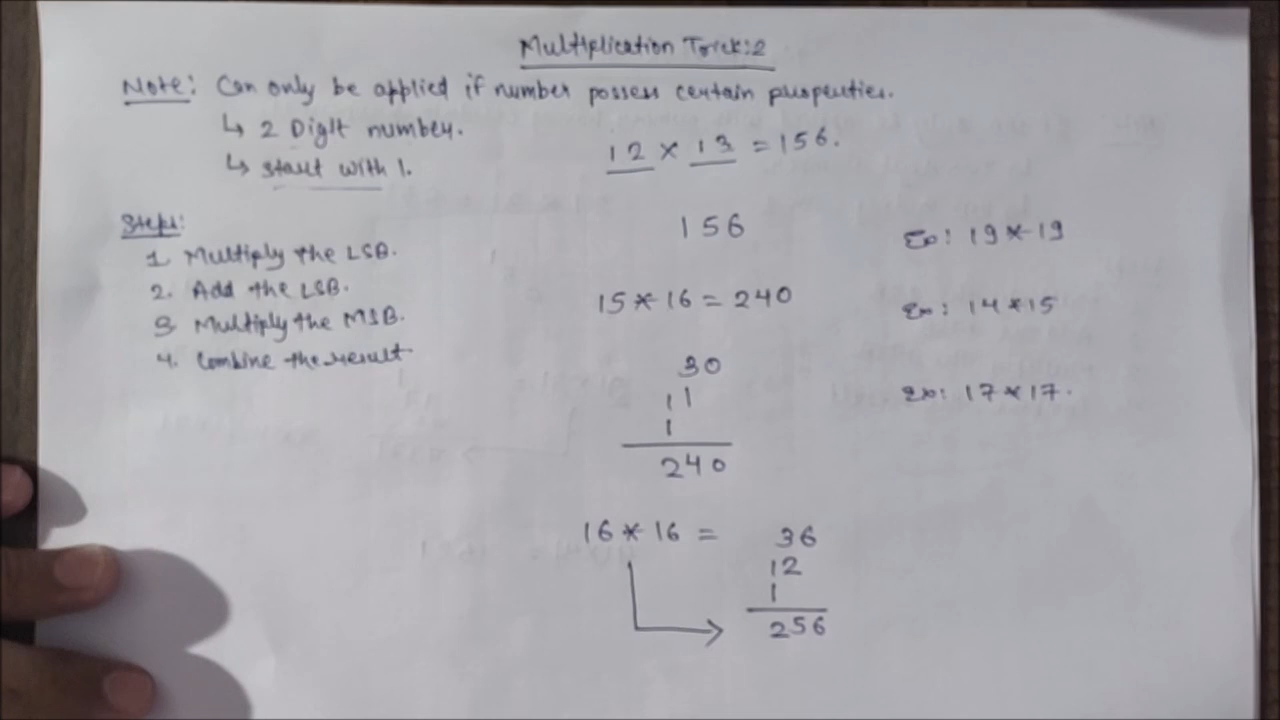 Multiplication Trick:2
Note: Can only be applied if number possess certain properties.
↳ 2 Digit number.
↳ start with 1.
12 × 13 = 156.
Steps:
1. Multiply the LSB.
2. Add the LSB.
3. Multiply the MSB.
4. Combine the result
156
15 * 16 = 240
30
11
1
240
16 * 16 =
36
12
1
256
Ex: 19 * 19
Ex: 14 * 15
Ex: 17 * 17.